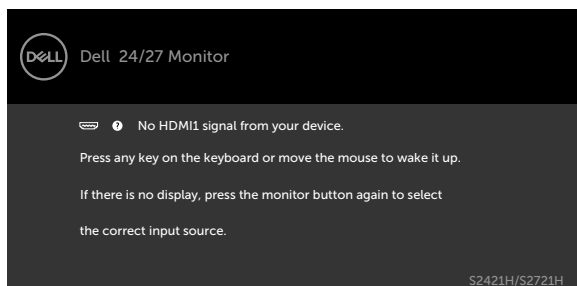 DELL
Dell 24/27 Monitor
? No HDMI1 signal from your device.
Press any key on the keyboard or move the mouse to wake it up.
If there is no display, press the monitor button again to select
the correct input source.
S2421H/S2721H